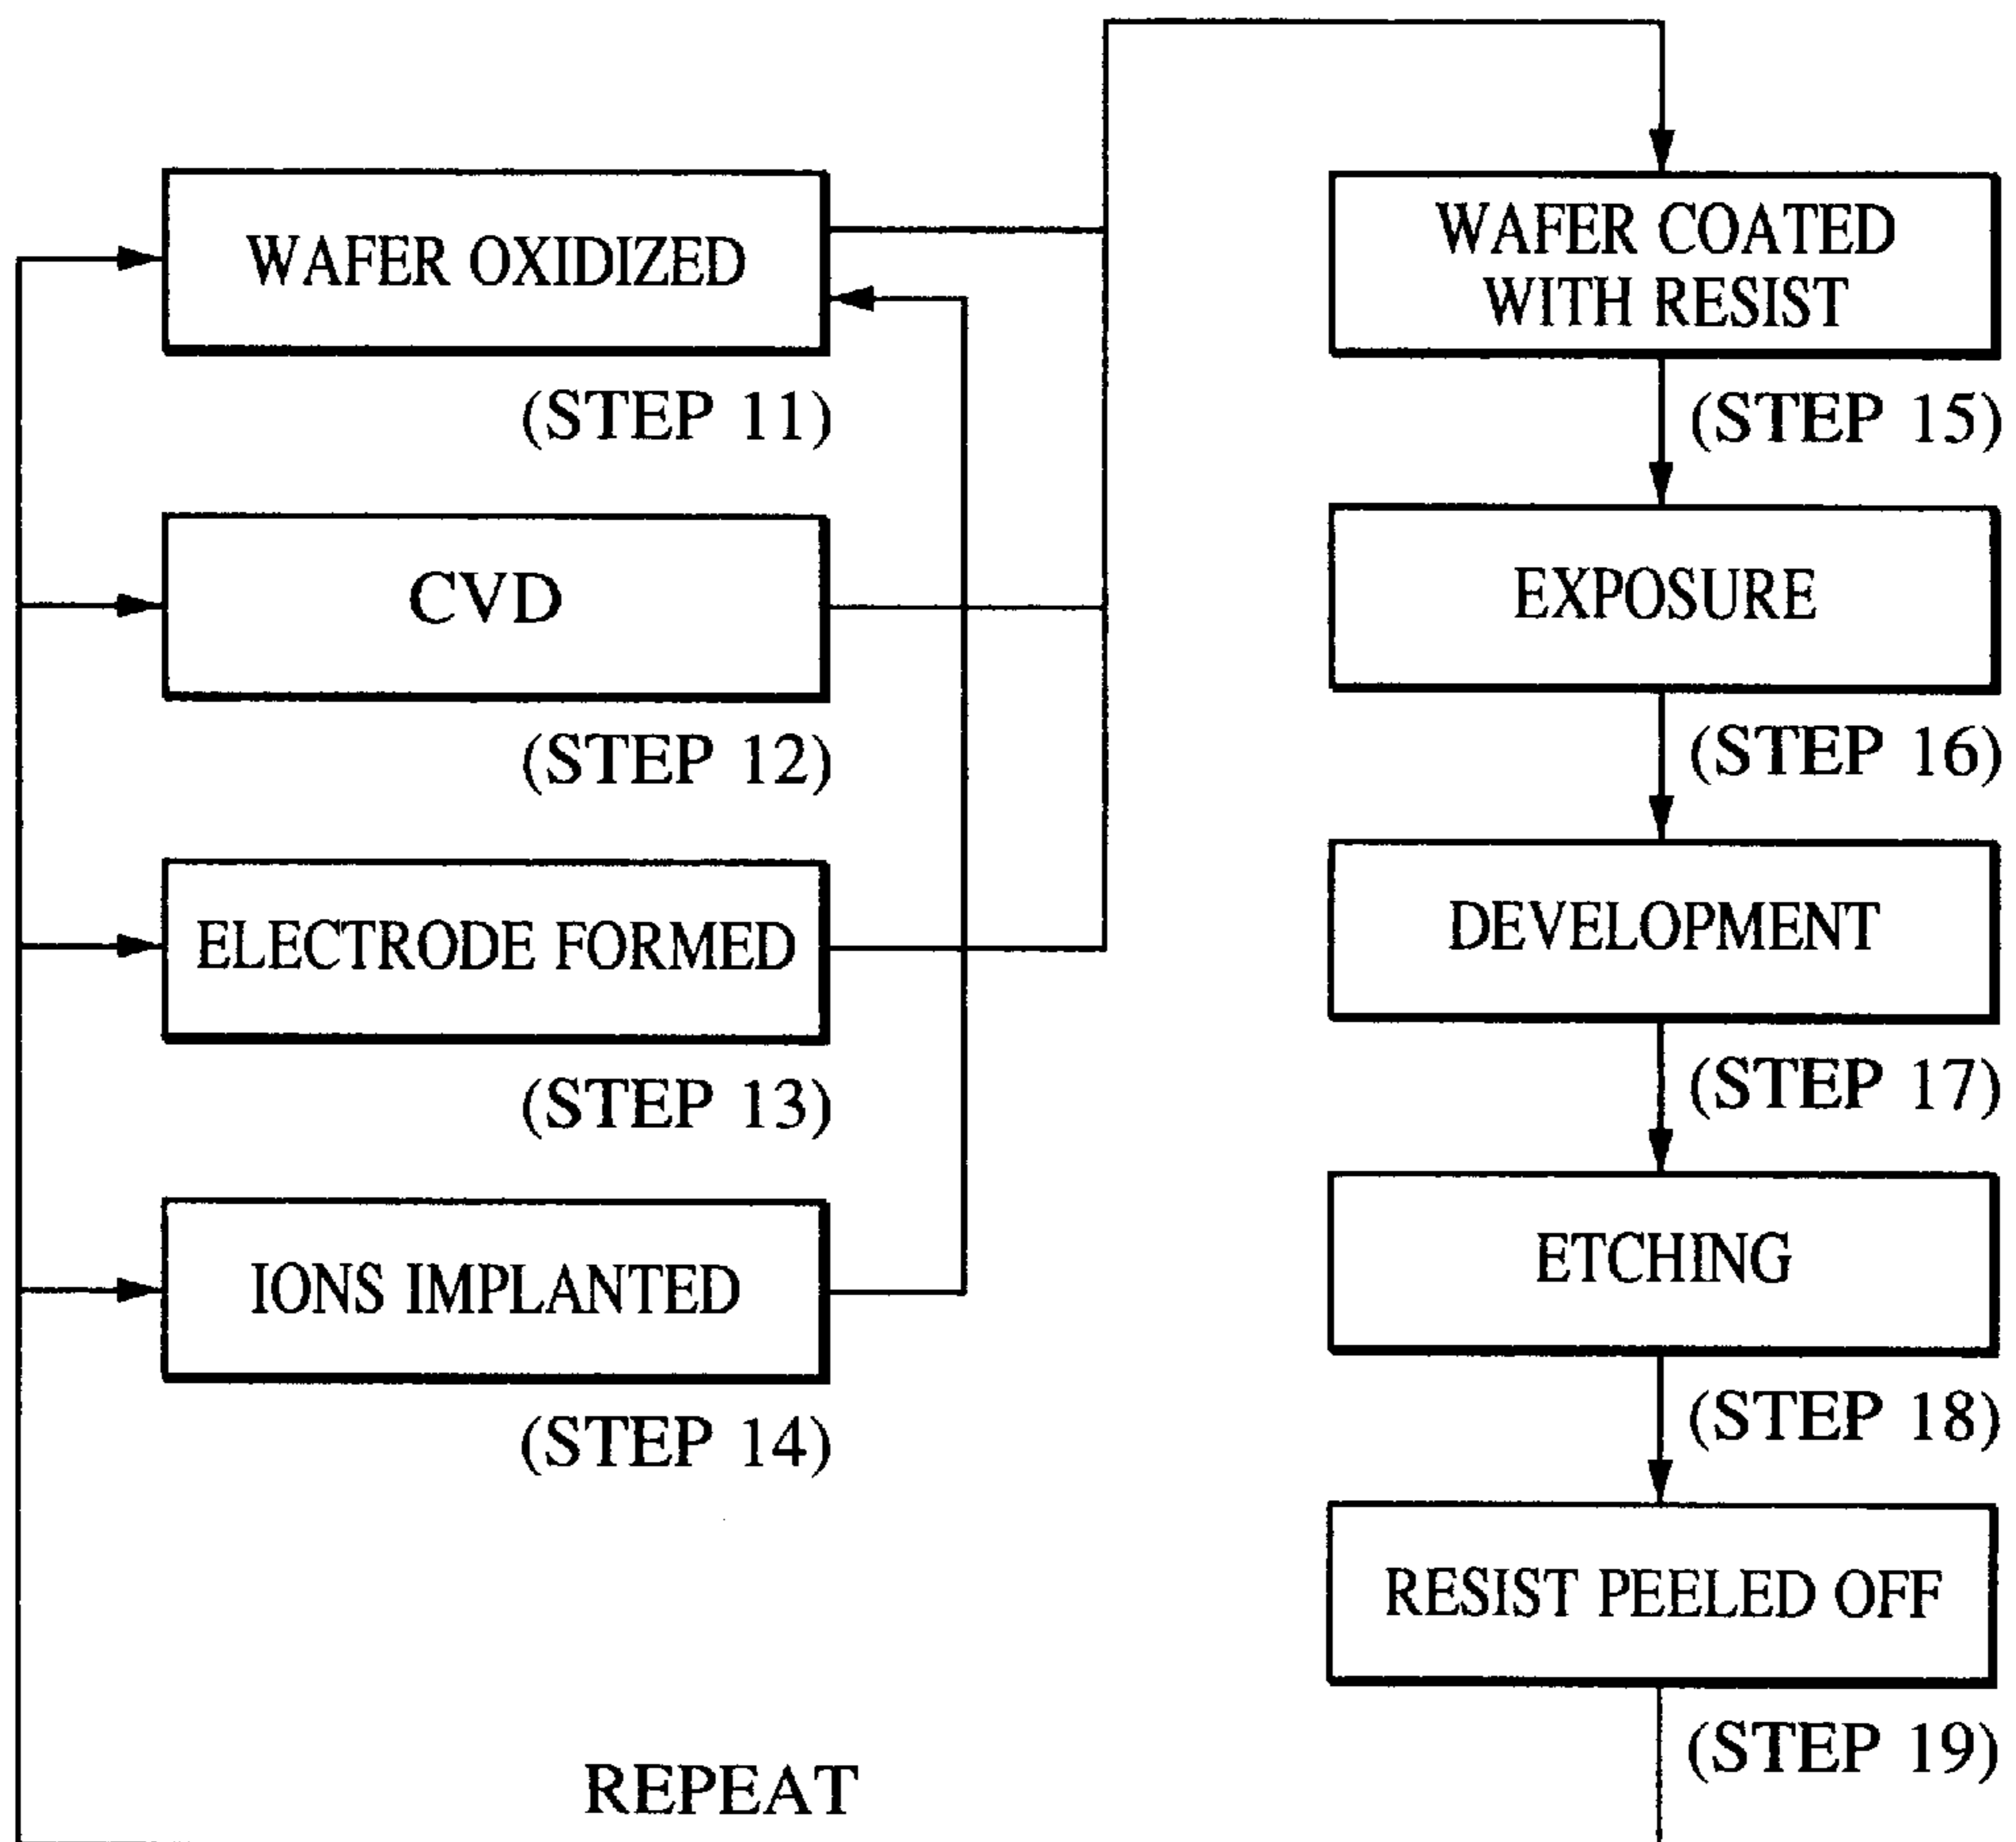 WAFER OXIDIZED
(STEP 11)
CVD
(STEP 12)
ELECTRODE FORMED
(STEP 13)
IONS IMPLANTED
(STEP 14)
WAFER COATED
WITH RESIST
(STEP 15)
EXPOSURE
(STEP 16)
DEVELOPMENT
(STEP 17)
ETCHING
(STEP 18)
RESIST PEELED OFF
(STEP 19)
REPEAT